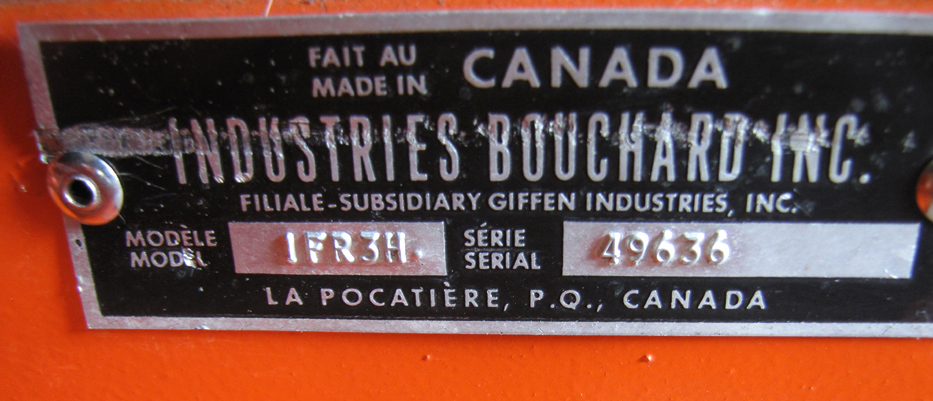 FAIT AU
MADE IN CANADA
INDUSTRIES BOUCHARD INC.
FILIALE-SUBSIDIARY GIFFEN INDUSTRIES, INC.
MODÈLE
MODEL 1FR3H.
SÉRIE
SERIAL 49636
LA POCATIÈRE, P.Q., CANADA